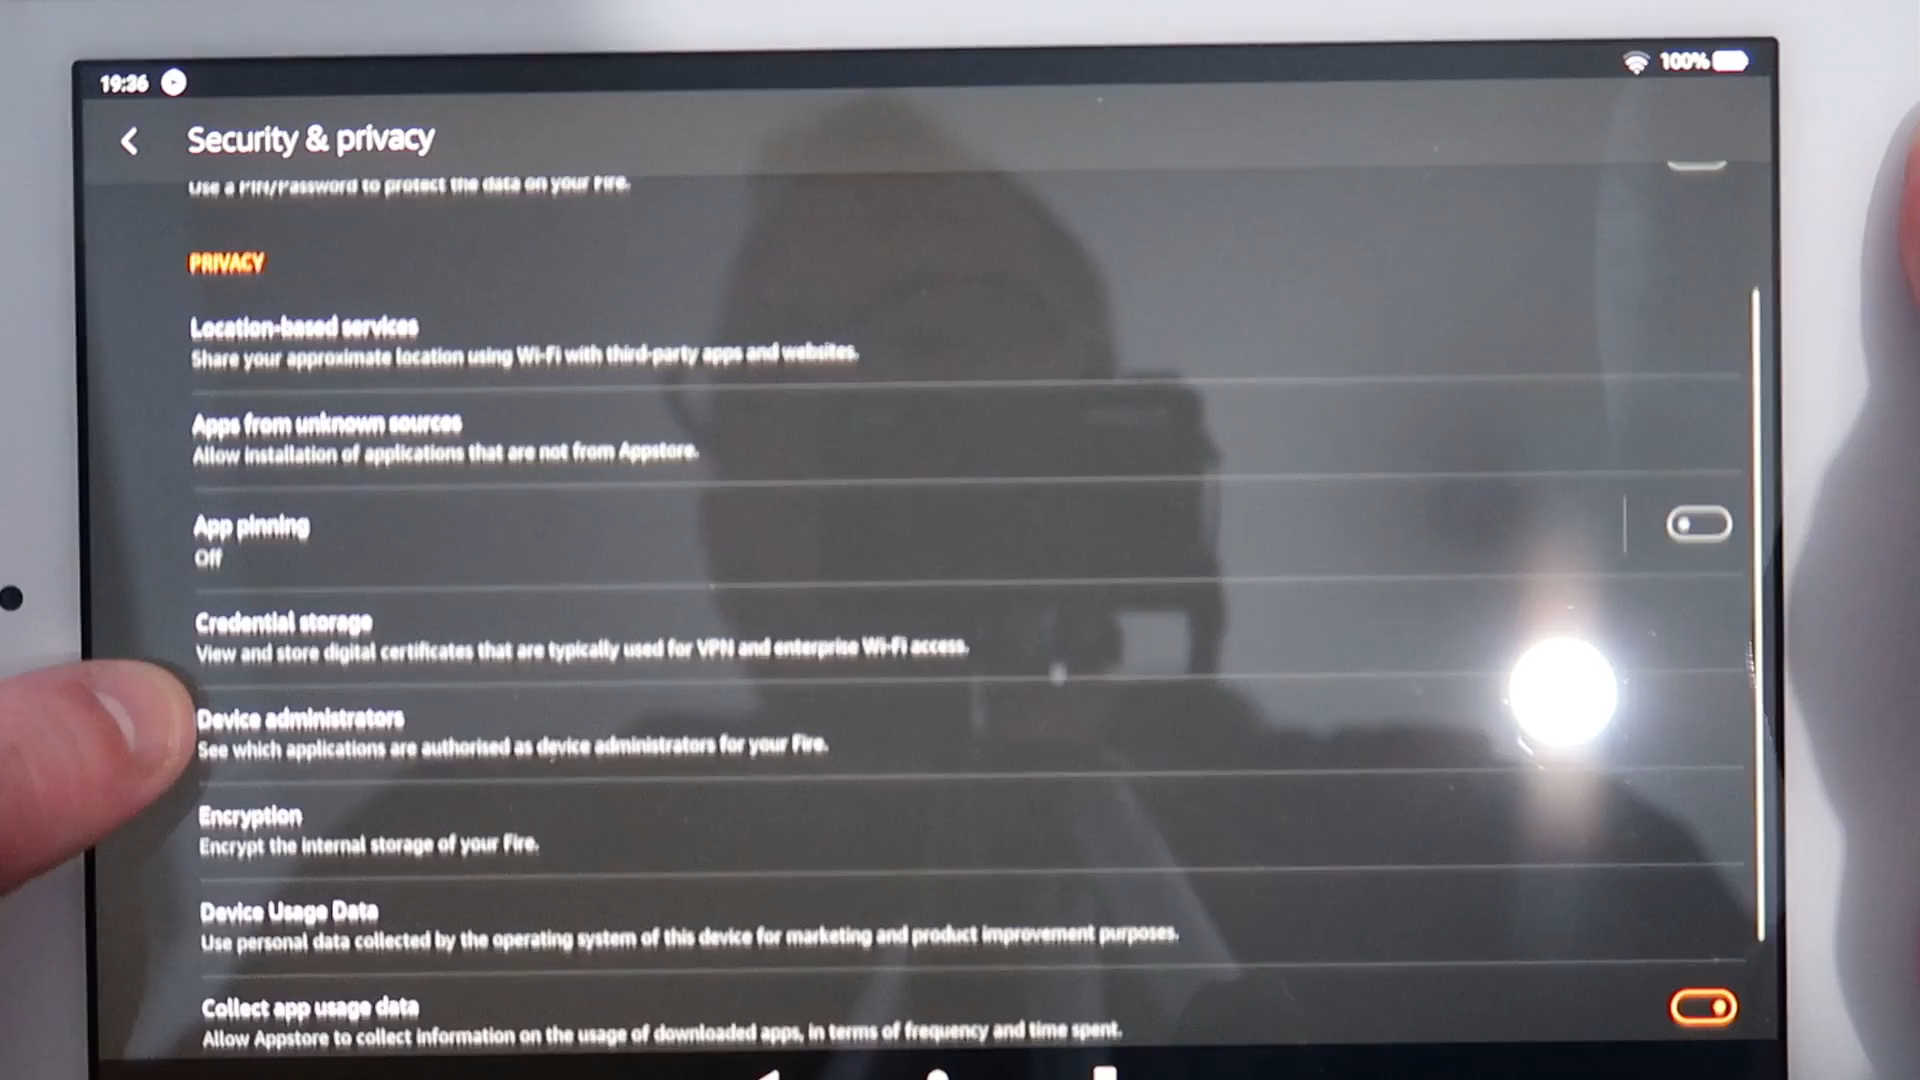 19:36
100%
Security & privacy
Use a PIN/Password to protect the data on your Fire.
PRIVACY
Location-based services
Share your approximate location using Wi-Fi with third-party apps and websites.
Apps from unknown sources
Allow installation of applications that are not from Appstore.
App pinning
Off
Credential storage
View and store digital certificates that are typically used for VPN and enterprise Wi-Fi access.
Device administrators
See which applications are authorised as device administrators for your Fire.
Encryption
Encrypt the internal storage of your Fire.
Device Usage Data
Use personal data collected by the operating system of this device for marketing and product improvement purposes.
Collect app usage data
Allow Appstore to collect information on the usage of downloaded apps, in terms of frequency and time spent.